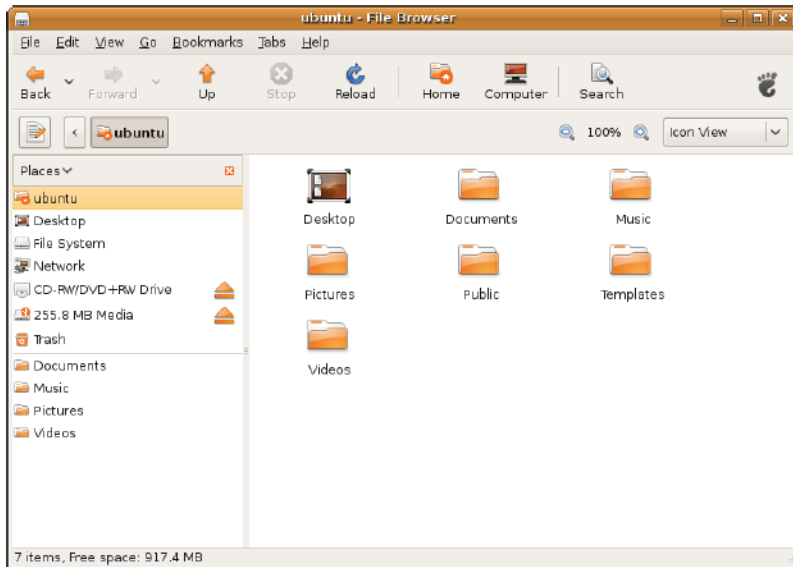 ubuntu - File Browser
File Edit View Go Bookmarks Tabs Help
Back Forward Up Stop Reload Home Computer Search
ubuntu 100% Icon View
Places
ubuntu
Desktop
File System
Network
CD-RW/DVD+RW Drive
255.8 MB Media
Trash
Documents
Music
Pictures
Videos
Desktop Documents Music
Pictures Public Templates
Videos
7 items, Free space: 917.4 MB